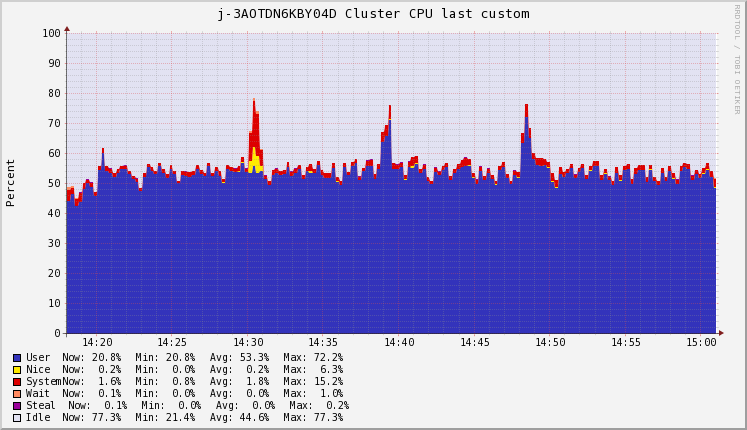 j-3AOTDN6KBY04D Cluster CPU last custom
RRDTOOL / TOBI OETIKER
Percent
100
90
80
70
60
50
40
30
20
10
0
14:20 14:25 14:30 14:35 14:40 14:45 14:50 14:55 15:00
User Now: 20.8% Min: 20.8% Avg: 53.3% Max: 72.2%
Nice Now: 0.2% Min: 0.0% Avg: 0.2% Max: 6.3%
System Now: 1.6% Min: 0.8% Avg: 1.8% Max: 15.2%
Wait Now: 0.1% Min: 0.0% Avg: 0.0% Max: 1.0%
Steal Now: 0.1% Min: 0.0% Avg: 0.0% Max: 0.2%
Idle Now: 77.3% Min: 21.4% Avg: 44.6% Max: 77.3%